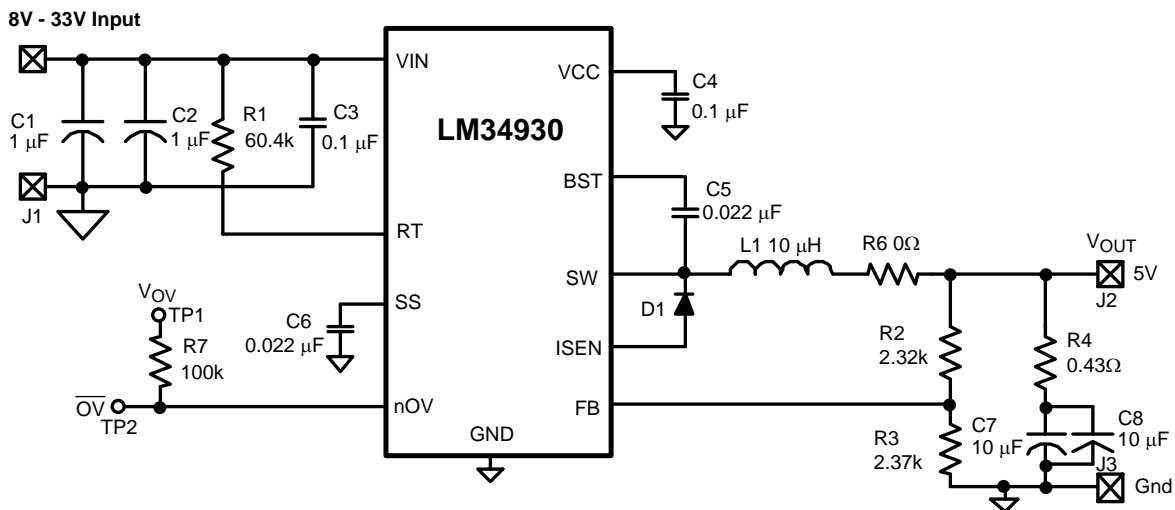 8V - 33V Input
VIN
VCC
C4
0.1 μF
C1
1 μF
C2
1 μF
R1
60.4k
C3
0.1 μF
LM34930
BST
C5
0.022 μF
J1
RT
L1 10 μH
R6 0Ω
VOUT
5V
J2
SW
D1
VOV
TP1
SS
C6
0.022 μF
R7
100k
ISEN
R2
2.32k
R4
0.43Ω
OV
TP2
nOV
FB
GND
R3
2.37k
C7
10 μF
C8
10 μF
J3
Gnd